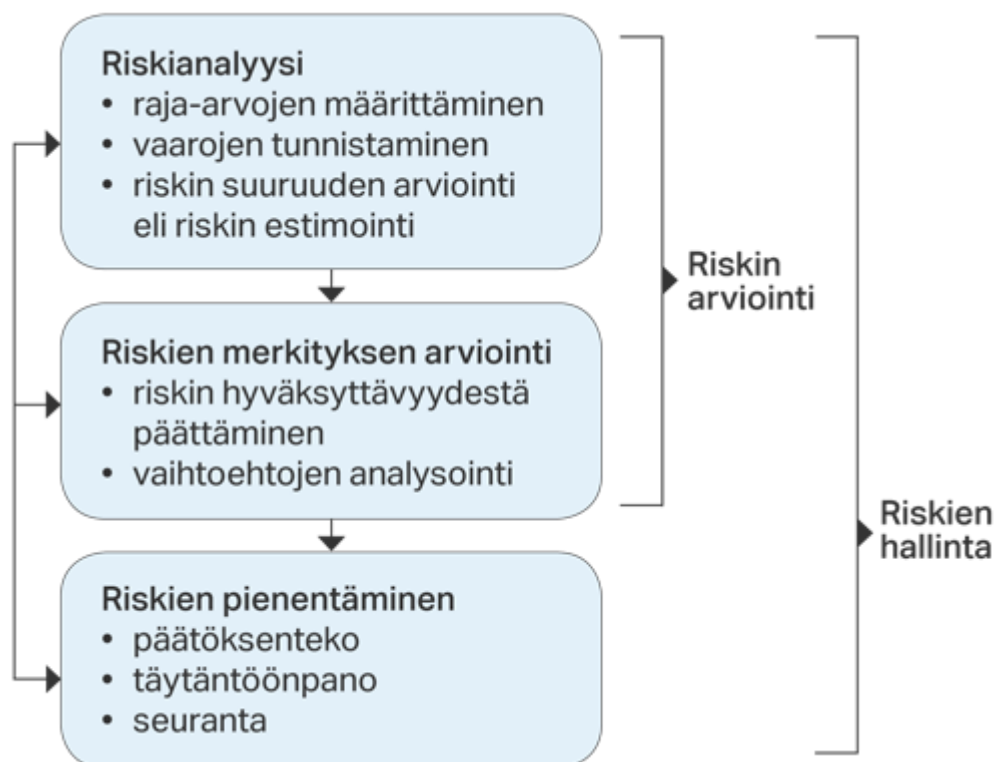 Riskianalyysi
• raja-arvojen määrittäminen
• vaarojen tunnistaminen
• riskin suuruuden arviointi
eli riskin estimointi
Riskien merkityksen arviointi
• riskin hyväksyttävyydestä
päättäminen
• vaihtoehtojen analysointi
Riskien pienentäminen
• päätöksenteko
• täytäntöönpano
• seuranta
Riskin
arviointi
Riskien
hallinta